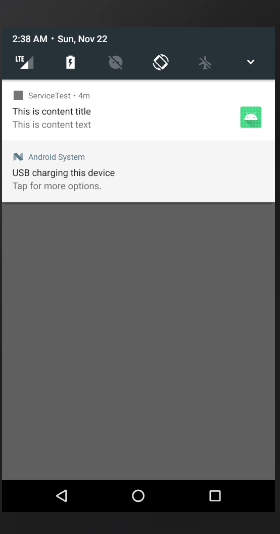 2:38 AM • Sun, Nov 22
LTE
ServiceTest • 4m
This is content title
This is content text
Android System
USB charging this device
Tap for more options.